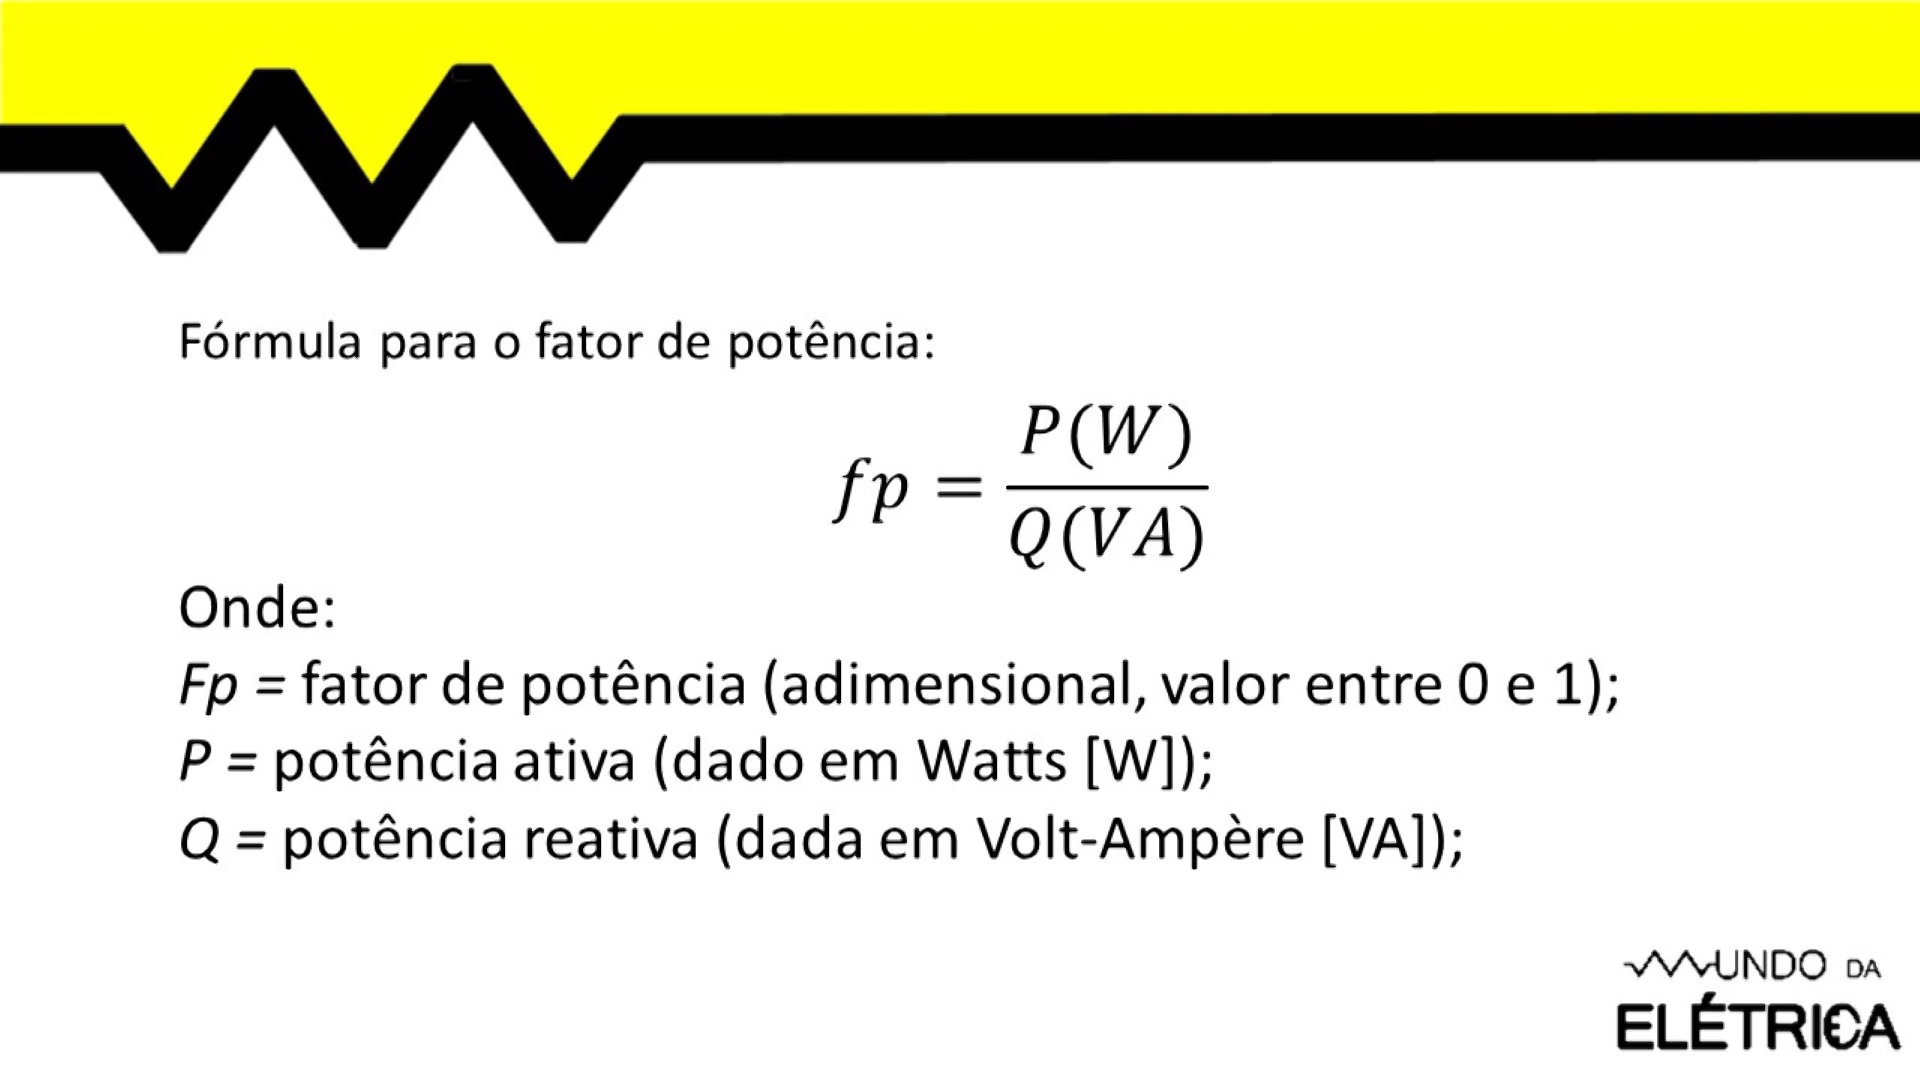 Fórmula para o fator de potência:
fp = P(W) / Q(VA)
Onde:
Fp = fator de potência (adimensional, valor entre 0 e 1);
P = potência ativa (dado em Watts [W]);
Q = potência reativa (dada em Volt-Ampère [VA]);
MUNDO DA
ELÉTRICA